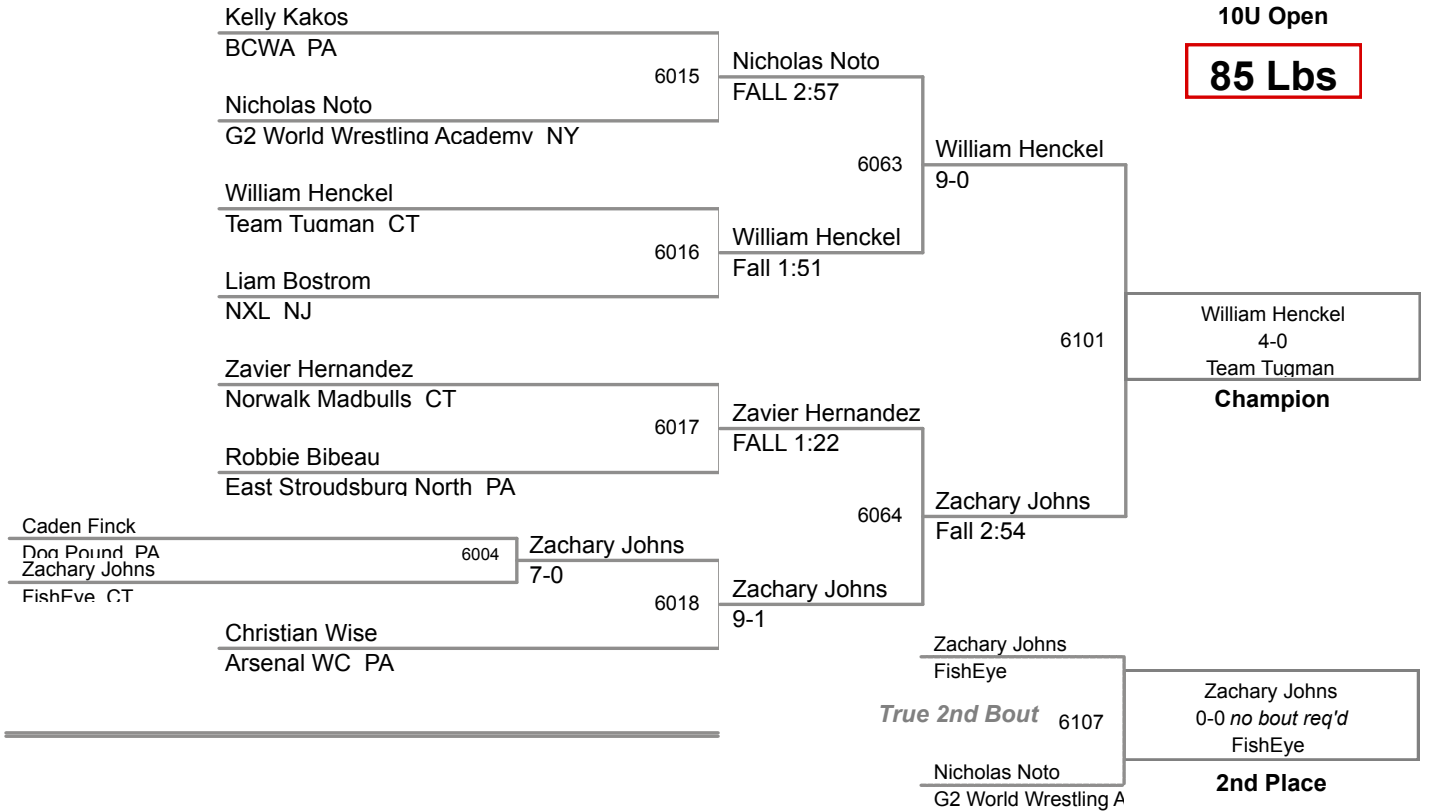 Kelly Kakos
BCWA PA
6015
Nicholas Noto
G2 World Wrestling Academy NY
Nicholas Noto
FALL 2:57
William Henckel
Team Tugman CT
6016
Liam Bostrom
NXL NJ
William Henckel
Fall 1:51
6063
William Henckel
9-0
Zavier Hernandez
Norwalk Madbulls CT
6017
Robbie Bibeau
East Stroudsburg North PA
Zavier Hernandez
FALL 1:22
Caden Finck
Dog Pound PA
6004
Zachary Johns
FishEye CT
Zachary Johns
7-0
6018
Christian Wise
Arsenal WC PA
Zachary Johns
9-1
6064
Zachary Johns
Fall 2:54
6101
10U Open
85 Lbs
William Henckel
4-0
Team Tugman
Champion
Zachary Johns
FishEye
True 2nd Bout
6107
Nicholas Noto
G2 World Wrestling A
Zachary Johns
0-0 no bout req'd
FishEye
2nd Place